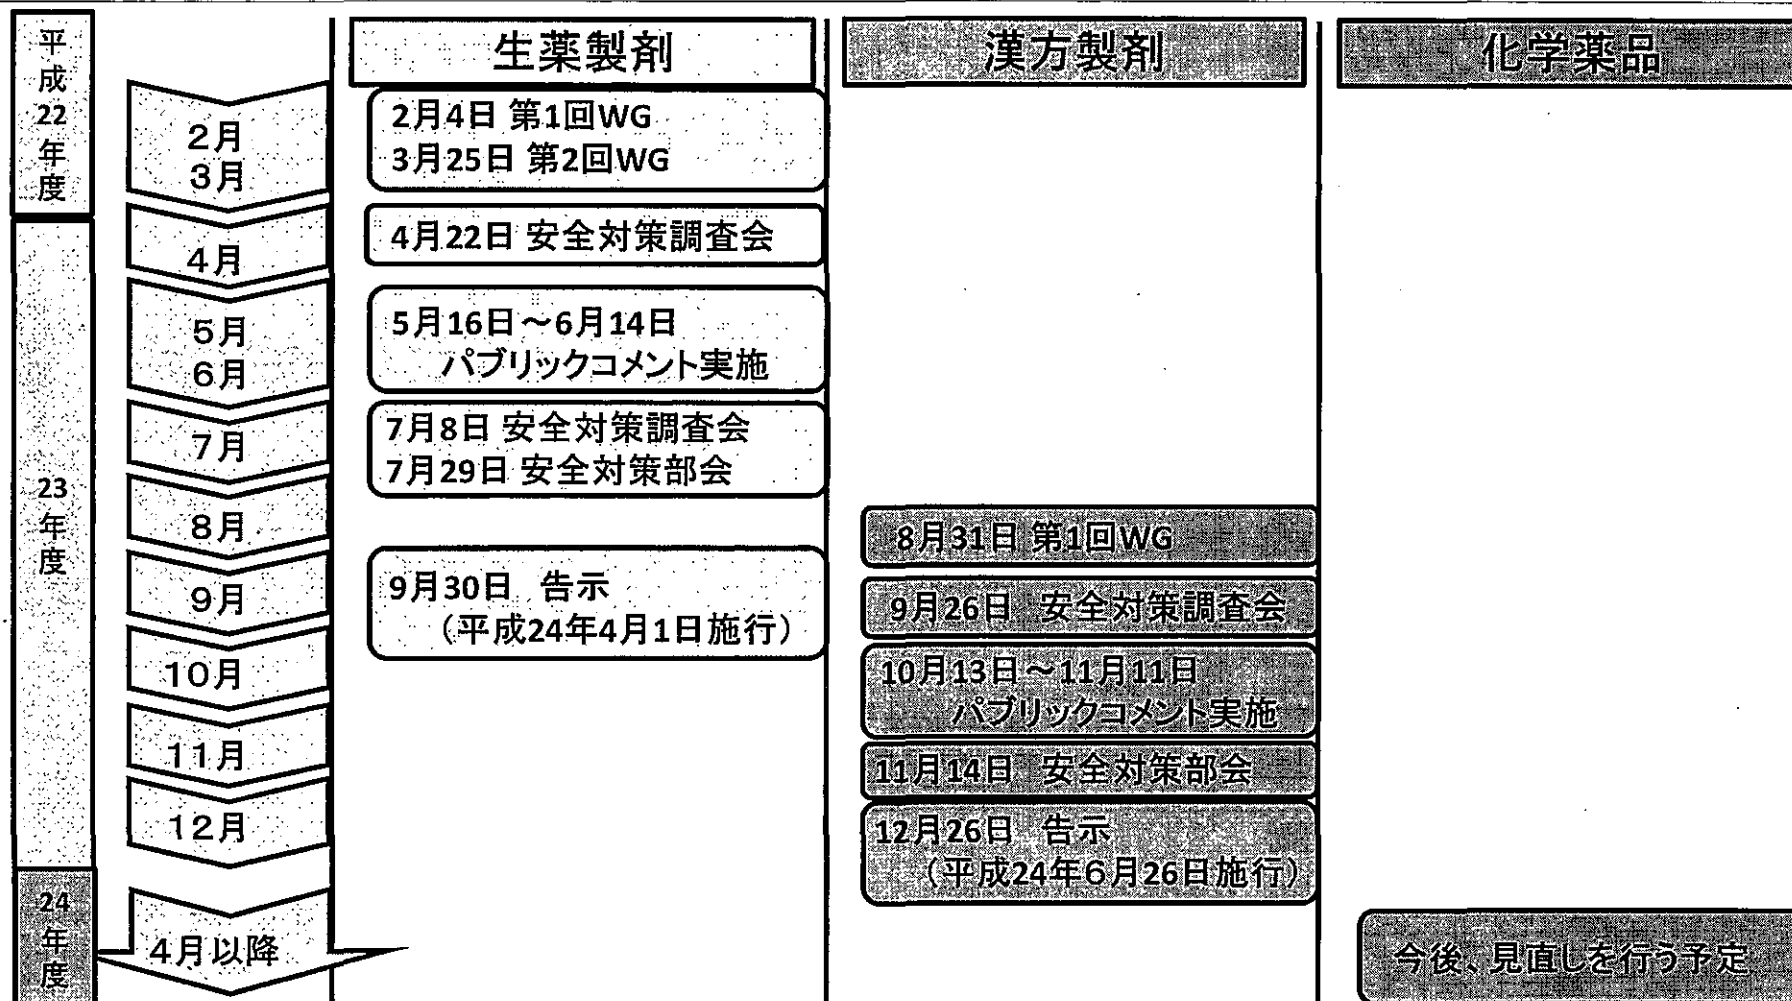 平成22年度
23年度
24年度
2月
3月
4月
5月
6月
7月
8月
9月
10月
11月
12月
4月以降
生薬製剤
2月4日 第1回WG
3月25日 第2回WG
4月22日 安全対策調査会
5月16日～6月14日
パブリックコメント実施
7月8日 安全対策調査会
7月29日 安全対策部会
9月30日 告示
（平成24年4月1日施行）
漢方製剤
8月31日 第1回WG
9月26日 安全対策調査会
10月13日～11月11日
パブリックコメント実施
11月14日 安全対策部会
12月26日 告示
（平成24年6月26日施行）
化学薬品
今後、見直しを行う予定